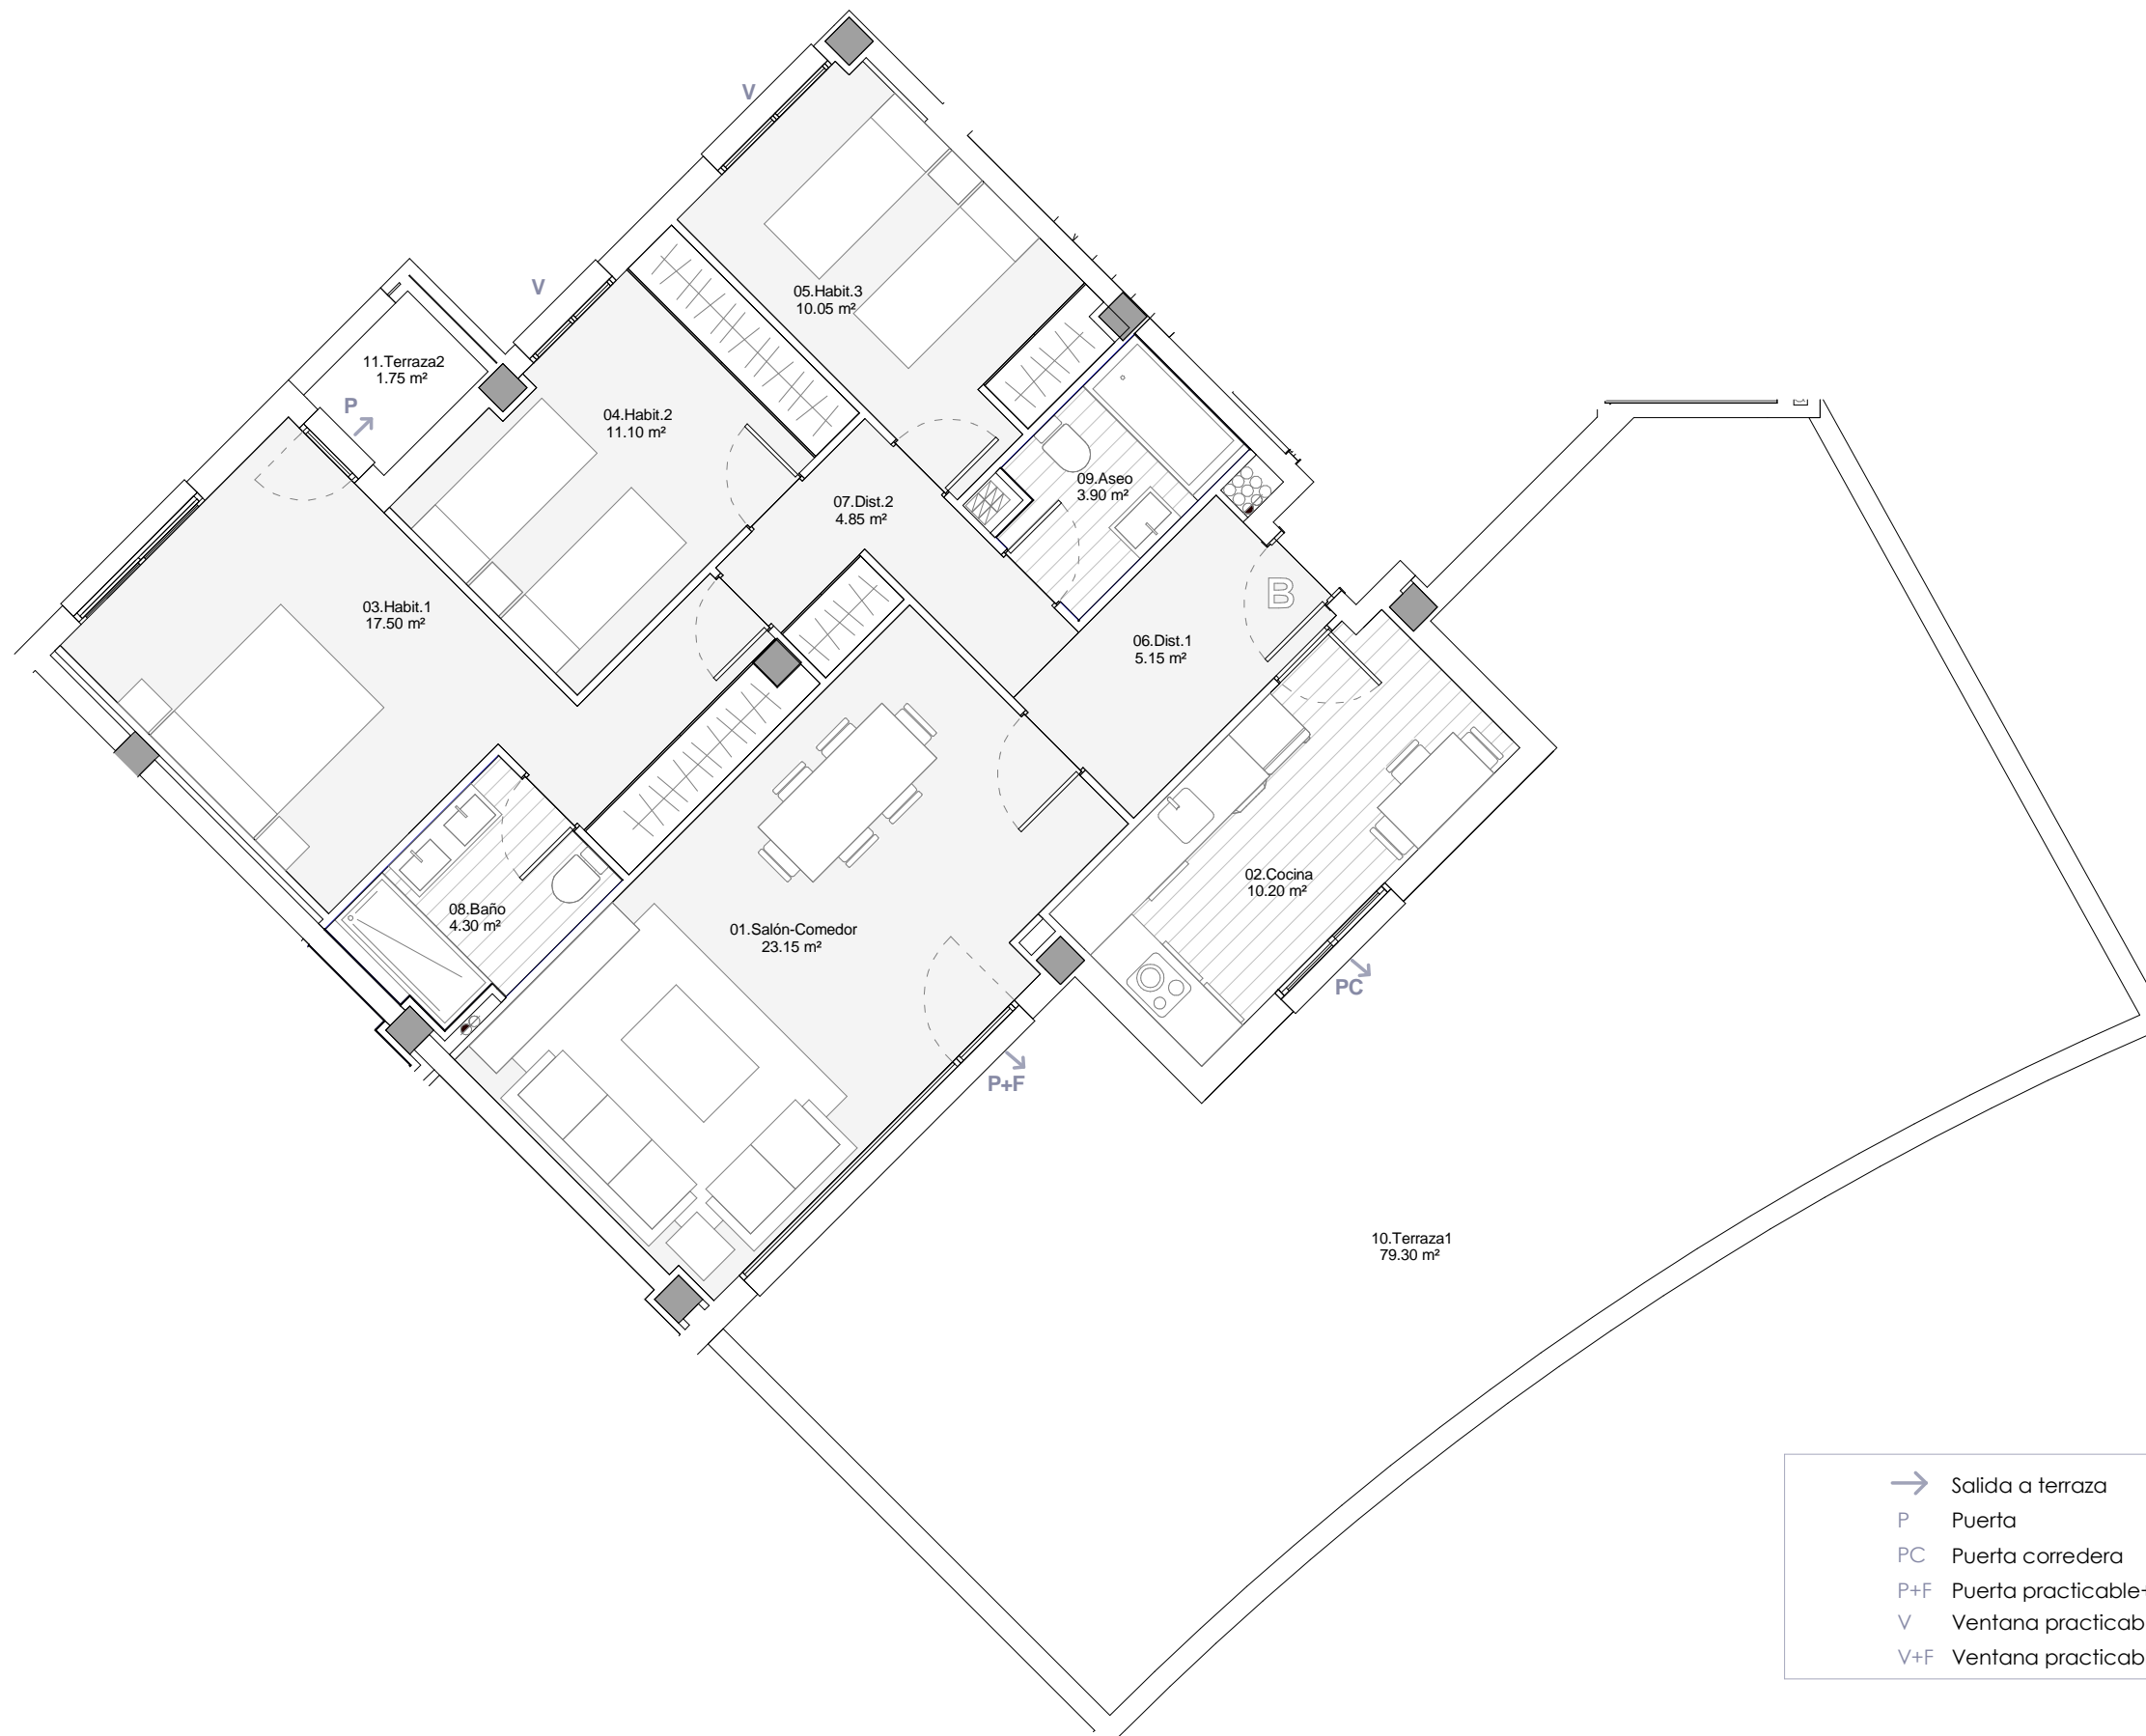 V
V
05.Habit.3
10.05 m²
11.Terraza2
1.75 m²
P
04.Habit.2
11.10 m²
09.Aseo
3.90 m²
07.Dist.2
4.85 m²
B
03.Habit.1
17.50 m²
06.Dist.1
5.15 m²
02.Cocina
10.20 m²
08.Baño
4.30 m²
01.Salón-Comedor
23.15 m²
PC
P+F
10.Terraza1
79.30 m²
Salida a terraza
P Puerta
PC Puerta corredera
P+F Puerta practicable+
V Ventana practicab
V+F Ventana practicab